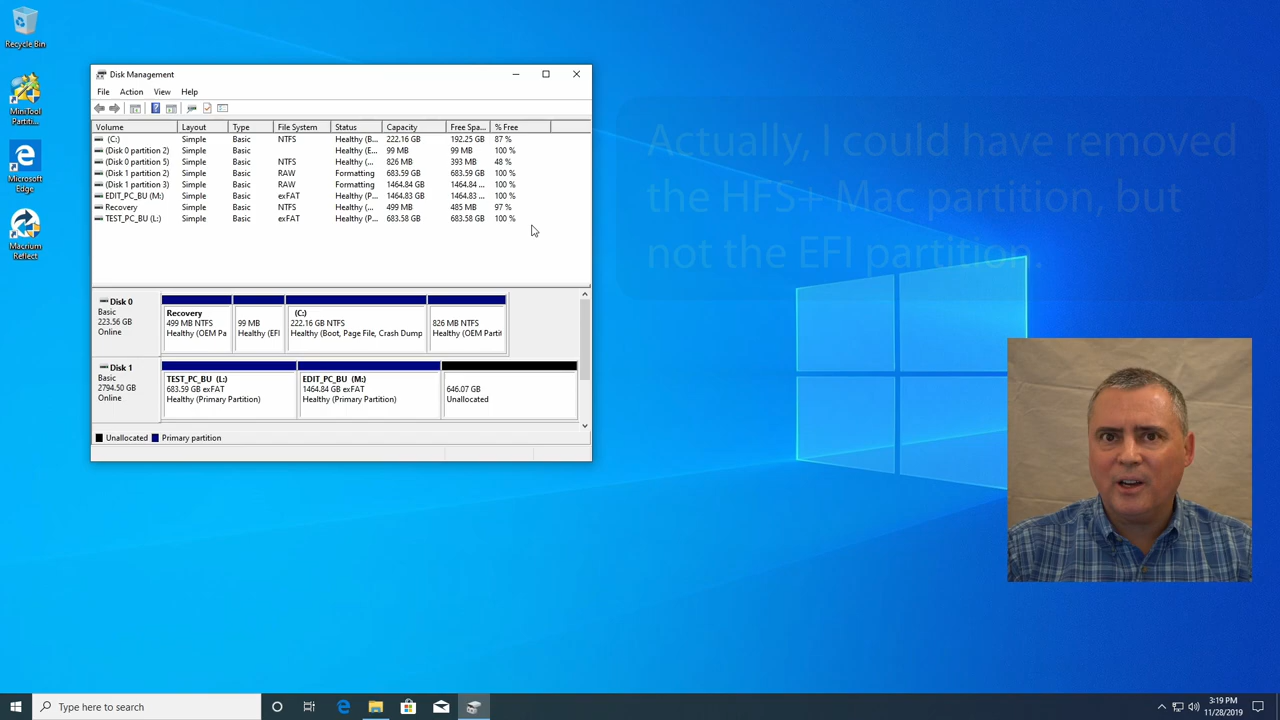 Recycle Bin
MiniTool
Partiti...
Microsoft
Edge
Macrium
Reflect
Disk Management
File Action View Help
Volume Layout Type File System Status Capacity Free Spa... % Free
(C:) Simple Basic NTFS Healthy (B... 222.16 GB 192.25 GB 87 %
(Disk 0 partition 2) Simple Basic Healthy (E... 99 MB 99 MB 100 %
(Disk 0 partition 5) Simple Basic NTFS Healthy (... 826 MB 393 MB 48 %
(Disk 1 partition 2) Simple Basic RAW Formatting 683.59 GB 683.59 GB 100 %
(Disk 1 partition 3) Simple Basic RAW Formatting 1464.84 GB 1464.84 ... 100 %
EDIT_PC_BU (M:) Simple Basic exFAT Healthy (P... 1464.83 GB 1464.83 ... 100 %
Recovery Simple Basic NTFS Healthy (... 499 MB 485 MB 97 %
TEST_PC_BU (L:) Simple Basic exFAT Healthy (P... 683.58 GB 683.58 GB 100 %
Disk 0
Basic
223.56 GB
Online
Recovery
499 MB NTFS
Healthy (OEM Pa
99 MB
Healthy (EFI
(C:)
222.16 GB NTFS
Healthy (Boot, Page File, Crash Dump
826 MB NTFS
Healthy (OEM Partit
Disk 1
Basic
2794.50 GB
Online
TEST_PC_BU (L:)
683.59 GB exFAT
Healthy (Primary Partition)
EDIT_PC_BU (M:)
1464.84 GB exFAT
Healthy (Primary Partition)
646.07 GB
Unallocated
Unallocated Primary partition
Actually, I could have removed
the HFS+ Mac partition, but
not the EFI partition.
Type here to search
3:19 PM
11/28/2019